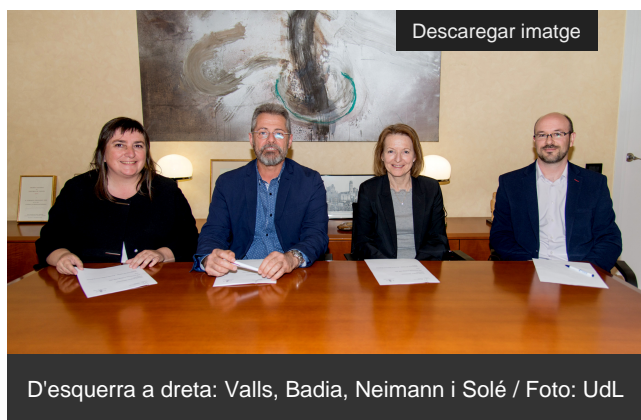 Descaregar imatge
D'esquerra a dreta: Valls, Badia, Neimann i Solé / Foto: UdL